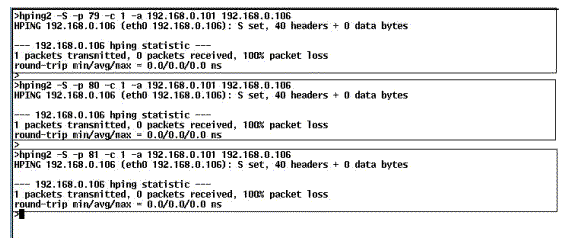 >hping2 -S -p 79 -c 1 -a 192.168.0.101 192.168.0.106
HPING 192.168.0.106 (eth0 192.168.0.106): S set, 40 headers + 0 data bytes
--- 192.168.0.106 hping statistic ---
1 packets transmitted, 0 packets received, 100% packet loss
round-trip min/avg/max = 0.0/0.0/0.0 ms
>
>hping2 -S -p 80 -c 1 -a 192.168.0.101 192.168.0.106
HPING 192.168.0.106 (eth0 192.168.0.106): S set, 40 headers + 0 data bytes
--- 192.168.0.106 hping statistic ---
1 packets transmitted, 0 packets received, 100% packet loss
round-trip min/avg/max = 0.0/0.0/0.0 ms
>
>hping2 -S -p 81 -c 1 -a 192.168.0.101 192.168.0.106
HPING 192.168.0.106 (eth0 192.168.0.106): S set, 40 headers + 0 data bytes
--- 192.168.0.106 hping statistic ---
1 packets transmitted, 0 packets received, 100% packet loss
round-trip min/avg/max = 0.0/0.0/0.0 ms
>